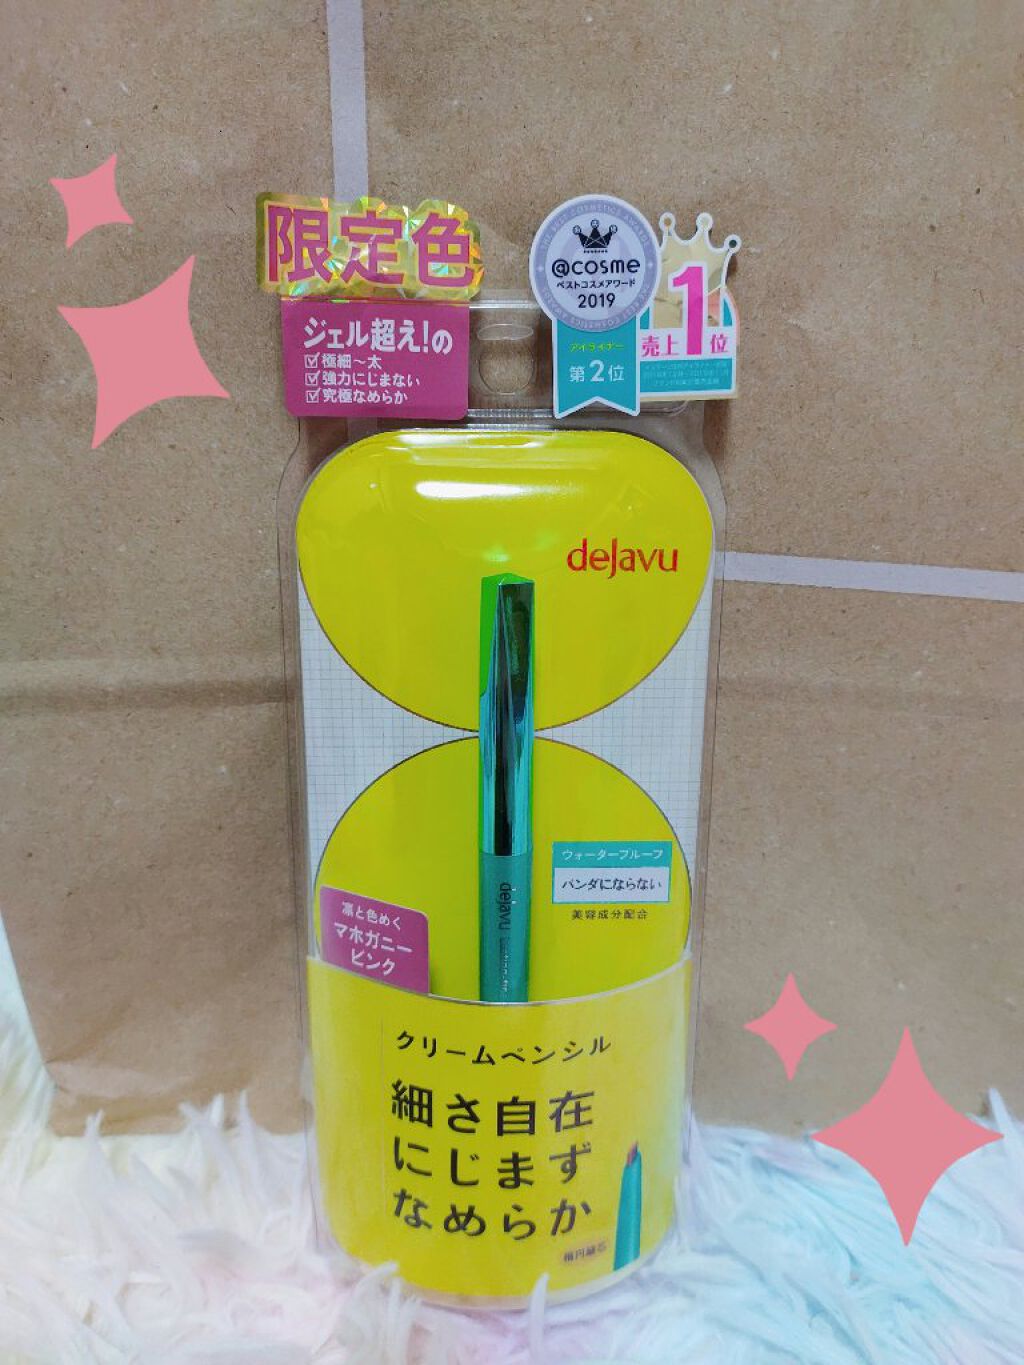 限定色
ジェル超え!の
極細～太
強力にじまない
究極なめらか
@cosme
ベストコスメアワード
2019
アイライナー
第2位
売上1位
dejavu
dejavu
ウォータープルーフ
パンダにならない
美容成分配合
凛と色めく
マホガニー
ピンク
クリームペンシル
細さ自在
にじまず
なめらか
楕円細芯